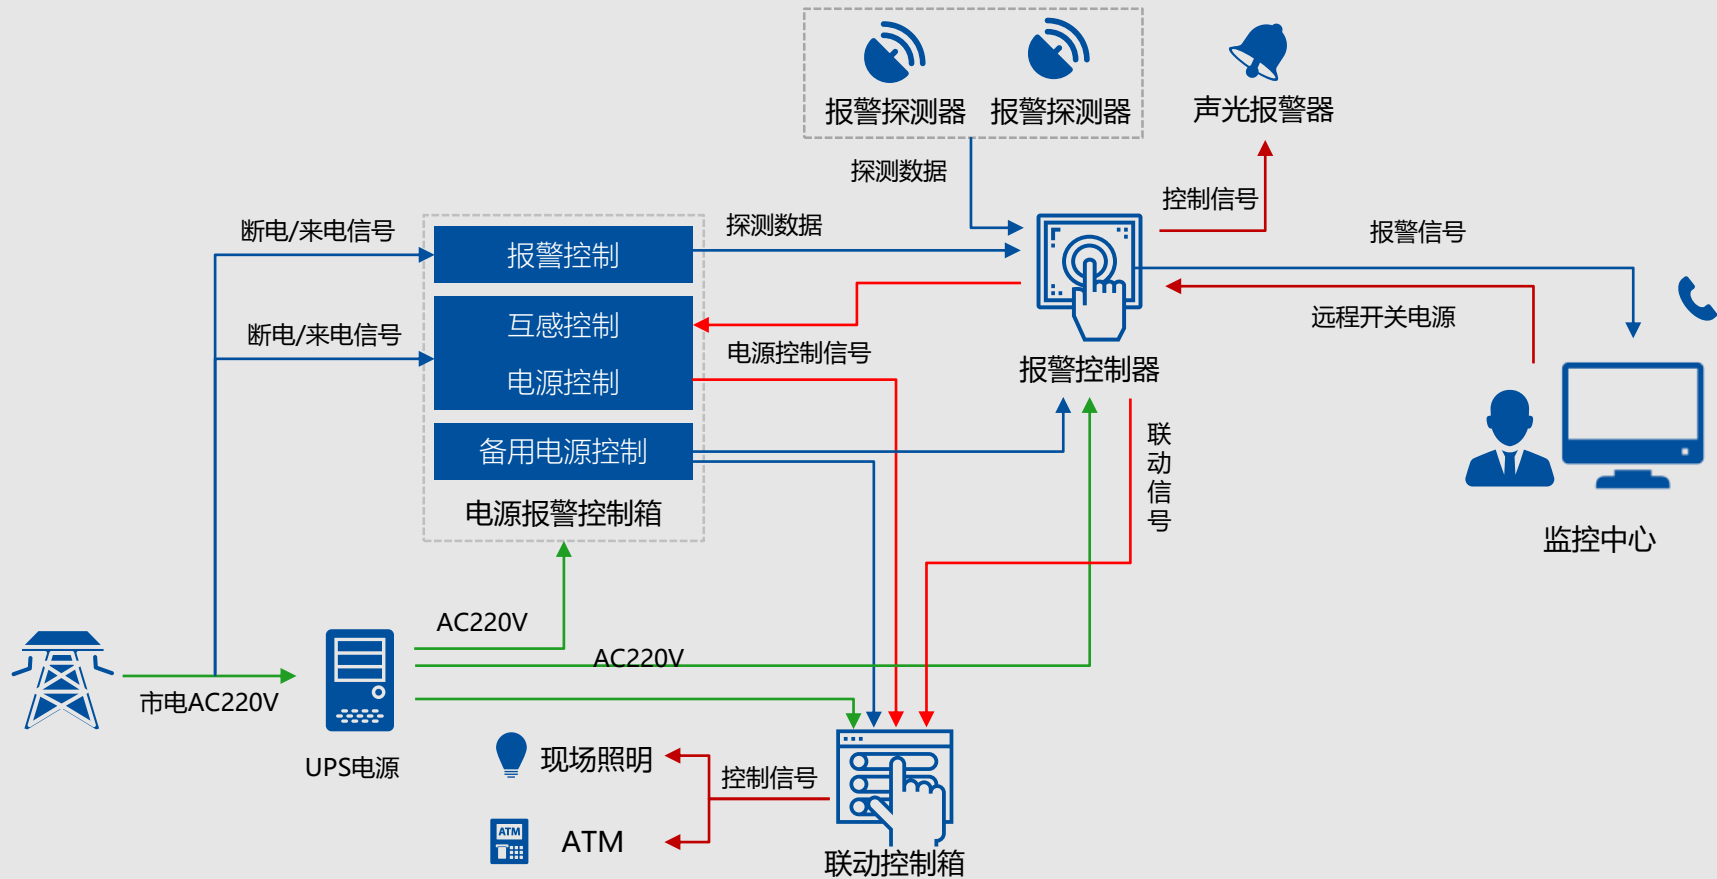 报警探测器
报警探测器
声光报警器
探测数据
控制信号
断电/来电信号
报警控制
探测数据
报警信号
远程开关电源
断电/来电信号
互感控制
电源控制
电源控制信号
报警控制器
备用电源控制
电源报警控制箱
联动信号
监控中心
AC220V
AC220V
市电AC220V
UPS电源
现场照明
控制信号
ATM
ATM
联动控制箱